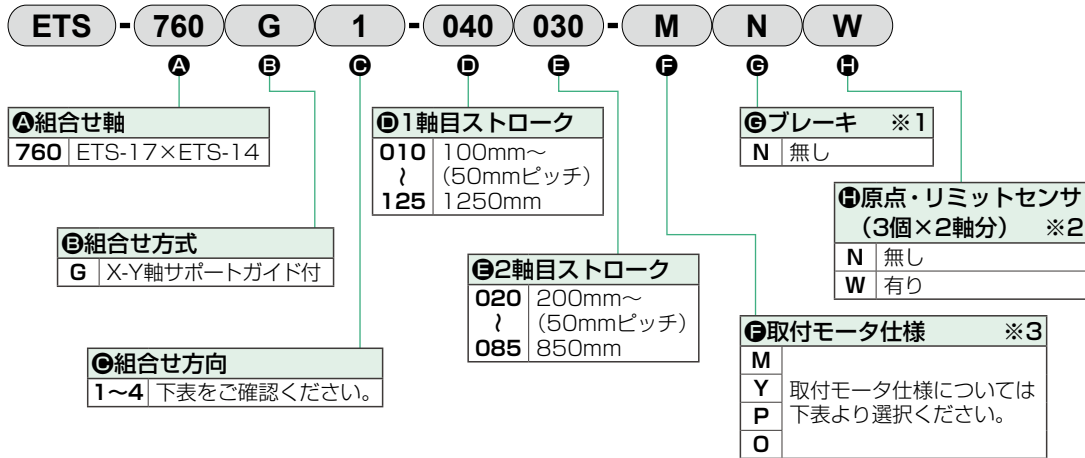 ETS - 760 G 1 - 040 030 - M N W
A B C D E F G H
A組合せ軸
760 ETS-17×ETS-14
B組合せ方式
G X-Y軸サポートガイド付
C組合せ方向
1~4 下表をご確認ください。
D1軸目ストローク
010 100mm~
~ (50mmピッチ)
125 1250mm
E2軸目ストローク
020 200mm~
~ (50mmピッチ)
085 850mm
Gブレーキ ※1
N 無し
H原点・リミットセンサ
(3個×2軸分) ※2
N 無し
W 有り
F取付モータ仕様 ※3
M
Y 取付モータ仕様については
P 下表より選択ください。
O